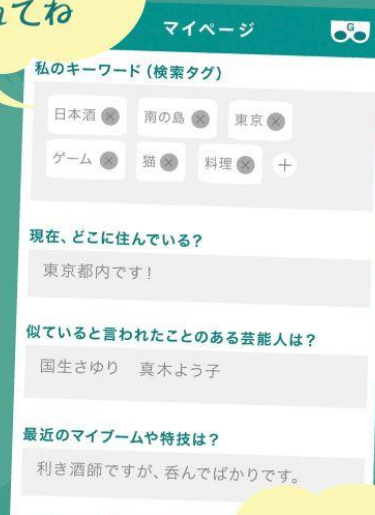 れてね
マイページ
G
私のキーワード(検索タグ)
日本酒 南の島 東京
ゲーム 猫 料理 +
現在、どこに住んでいる?
東京都内です!
似ていると言われたことのある芸能人は?
国生さゆり 真木よう子
最近のマイブームや特技は?
利き酒師ですが、呑んでばかりです。